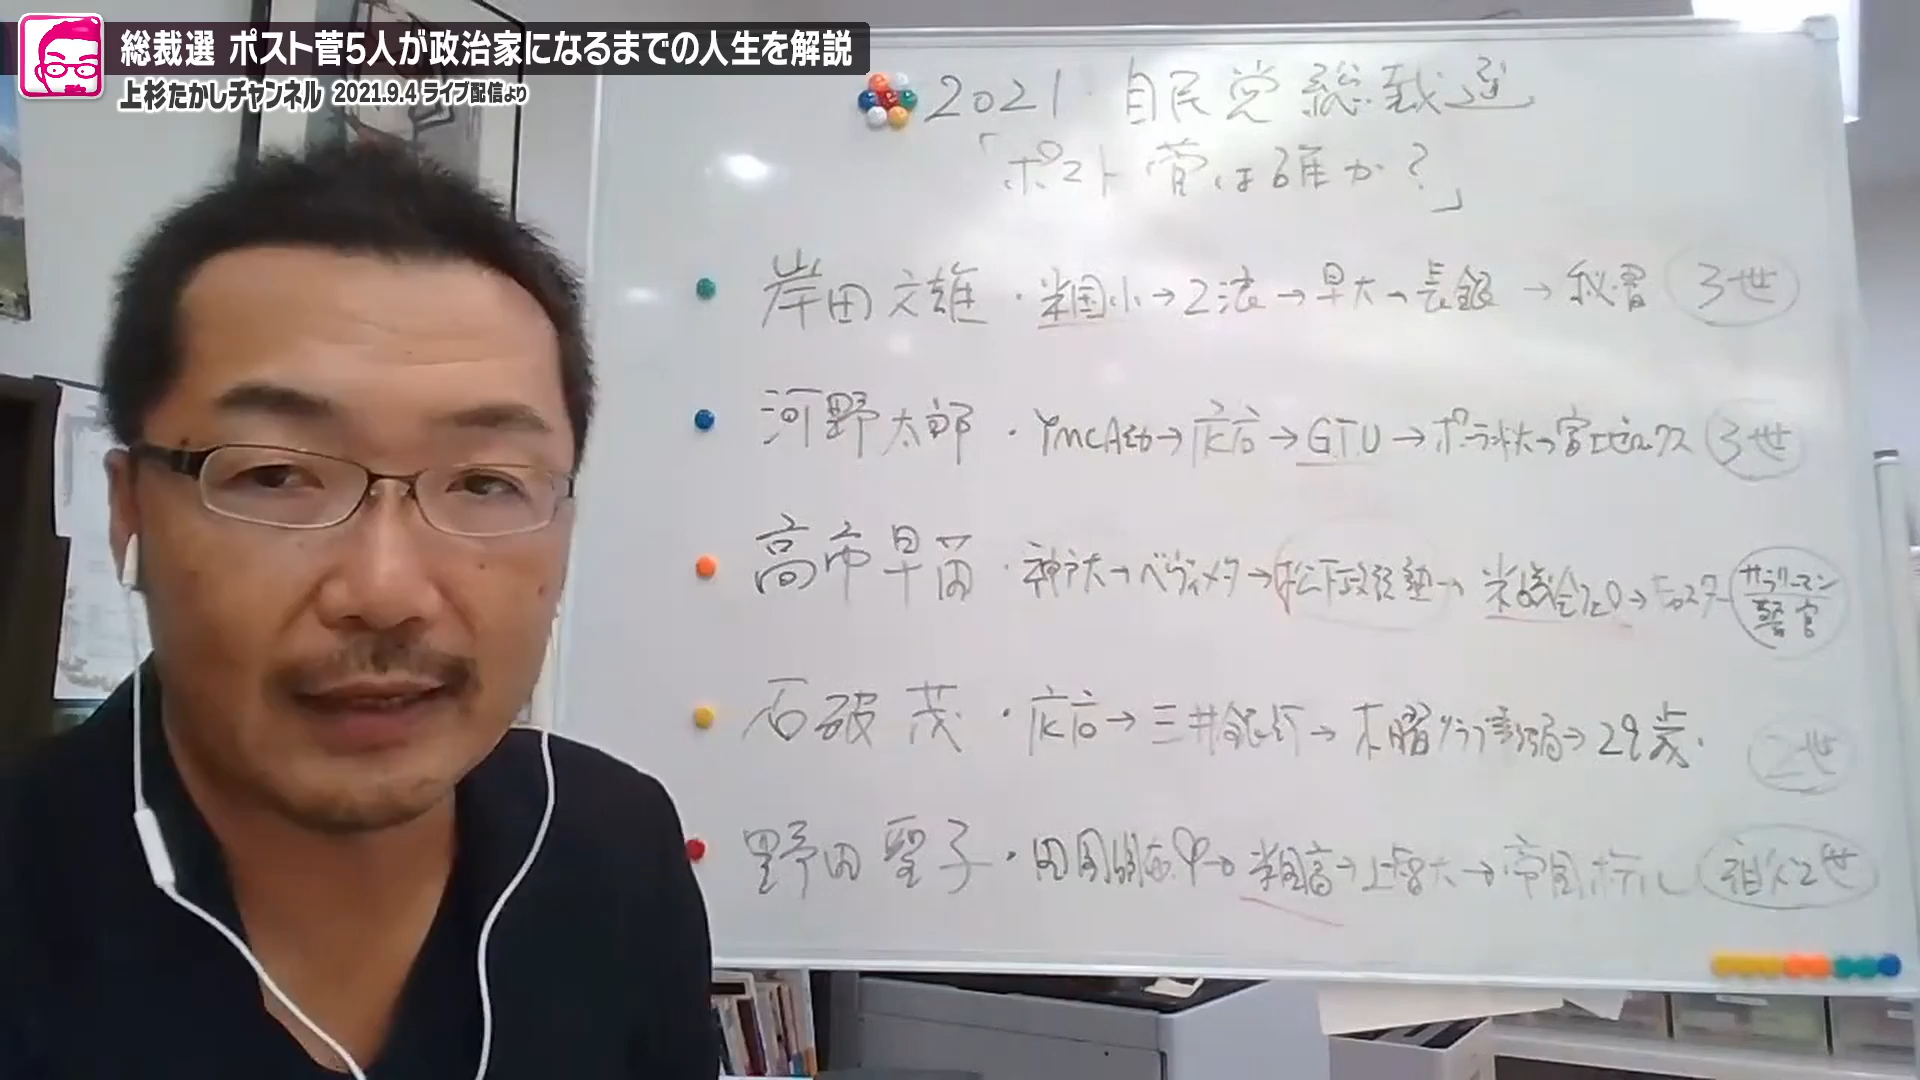 総裁選 ポスト菅5人が政治家になるまでの人生を解説
上杉たかしチャンネル 2021.9.4 ライブ配信より
2021 自民党総裁選
「ポスト菅は誰か?」
岸田文雄・米国小→2浪→早大→長銀→秘書 3世
河野太郎・YMCA幼→慶応→G.T.U→ポーランド大→富士ゼロックス 3世
高市早苗・神戸大→ヘヴィメタ→松下政経塾→米議会フェロー→キャスター サラリーマン 警官
石破茂・慶応→三井銀行→木曜クラブ事務局→29歳. 2世
野田聖子・田園調布中→米国高→上智大→帝国ホテル 祖父2世